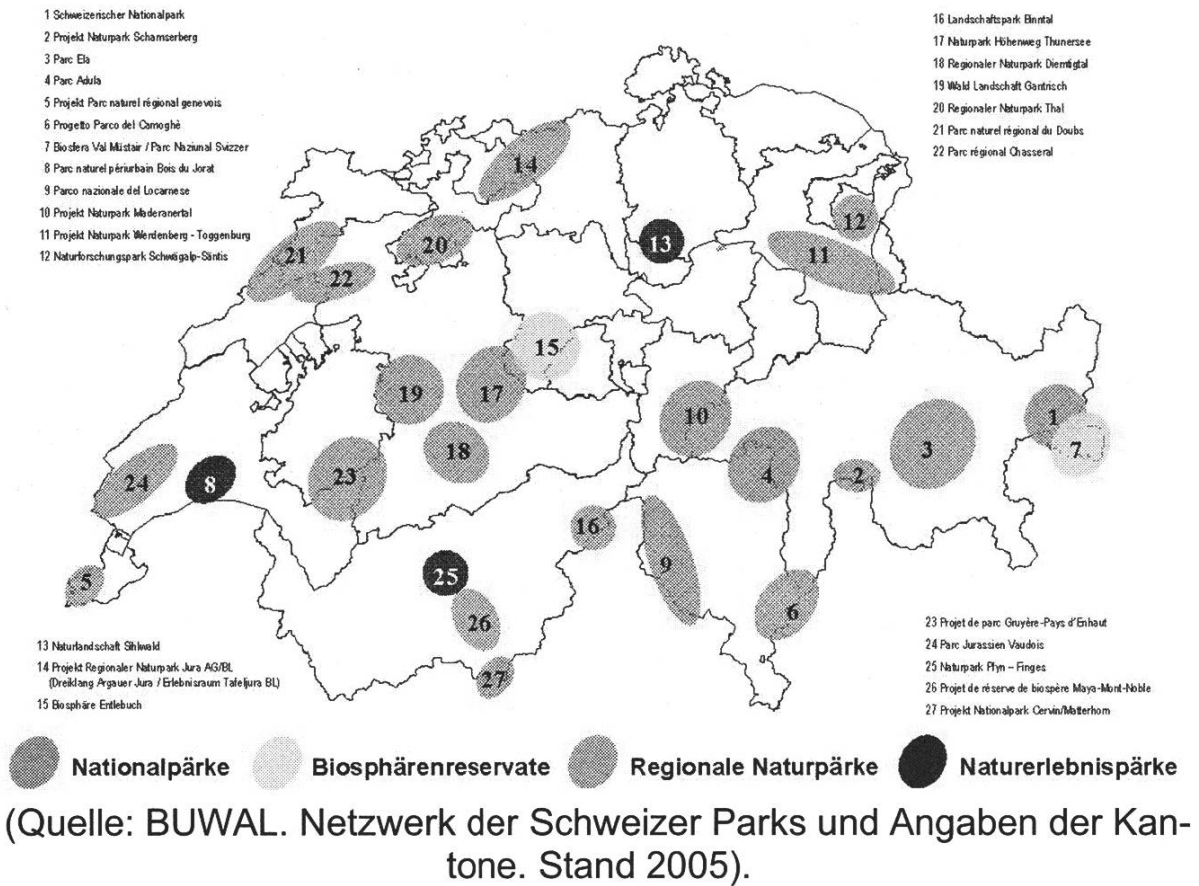 1 Schweizerischer Nationalpark
2 Projekt Naturpark Schamserberg
3 Parc Ela
4 Parc Adula
5 Projekt Parc naturel régional genevois
6 Progetto Parco del Camoghè
7 Biosfera Val Müstair / Parc Naziunal Svizzer
8 Parc naturel périurbain Bois du Jorat
9 Parco nazionale del Locarnese
10 Projekt Naturpark Maderanertal
11 Projekt Naturpark Werdenberg - Toggenburg
12 Naturforschungspark Schwägalp-Säntis
16 Landschaftspark Binntal
17 Naturpark Höhenweg Thunersee
18 Regionaler Naturpark Diemtigtal
19 Wald Landschaft Gantrisch
20 Regionaler Naturpark Thal
21 Parc naturel régional du Doubs
22 Parc régional Chasseral
14
12
13
20
21
11
22
15
19
17
10
1
3
7
18
23
4
2
24
8
16
9
25
5
6
26
27
13 Naturlandschaft Sihlwald
14 Projekt Regionaler Naturpark Jura AG/BL
(Dreiklang Argauer Jura / Erlebnisraum Tafeljura BL)
15 Biosphäre Entlebuch
23 Projet de parc Gruyère-Pays d'Enhaut
24 Parc Jurassien Vaudois
25 Naturpark Pfyn – Finges
26 Projet de réserve de biospère Maya-Mont-Noble
27 Projekt Nationalpark Cervin/Matterhorn
Nationalpärke
Biosphärenreservate
Regionale Naturpärke
Naturerlebnispärke
(Quelle: BUWAL. Netzwerk der Schweizer Parks und Angaben der Kan-
tone. Stand 2005).